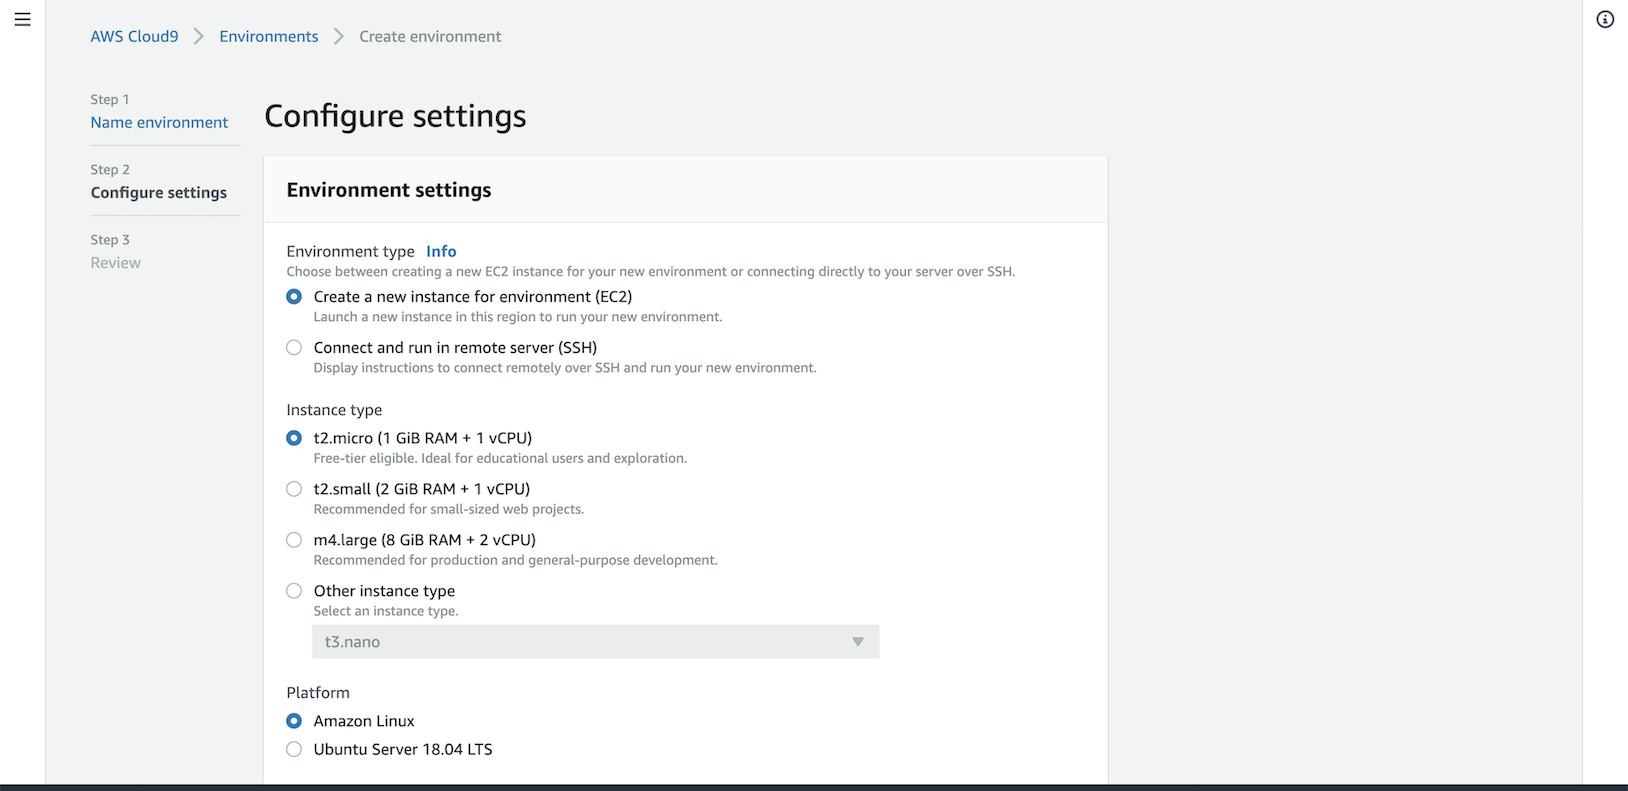 AWS Cloud9 Environments Create environment
Step 1
Name environment
Step 2
Configure settings
Step 3
Review
Configure settings
Environment settings
Environment type Info
Choose between creating a new EC2 instance for your new environment or connecting directly to your server over SSH.
Create a new instance for environment (EC2)
Launch a new instance in this region to run your new environment.
Connect and run in remote server (SSH)
Display instructions to connect remotely over SSH and run your new environment.
Instance type
t2.micro (1 GiB RAM + 1 vCPU)
Free-tier eligible. Ideal for educational users and exploration.
t2.small (2 GiB RAM + 1 vCPU)
Recommended for small-sized web projects.
m4.large (8 GiB RAM + 2 vCPU)
Recommended for production and general-purpose development.
Other instance type
Select an instance type.
t3.nano
Platform
Amazon Linux
Ubuntu Server 18.04 LTS